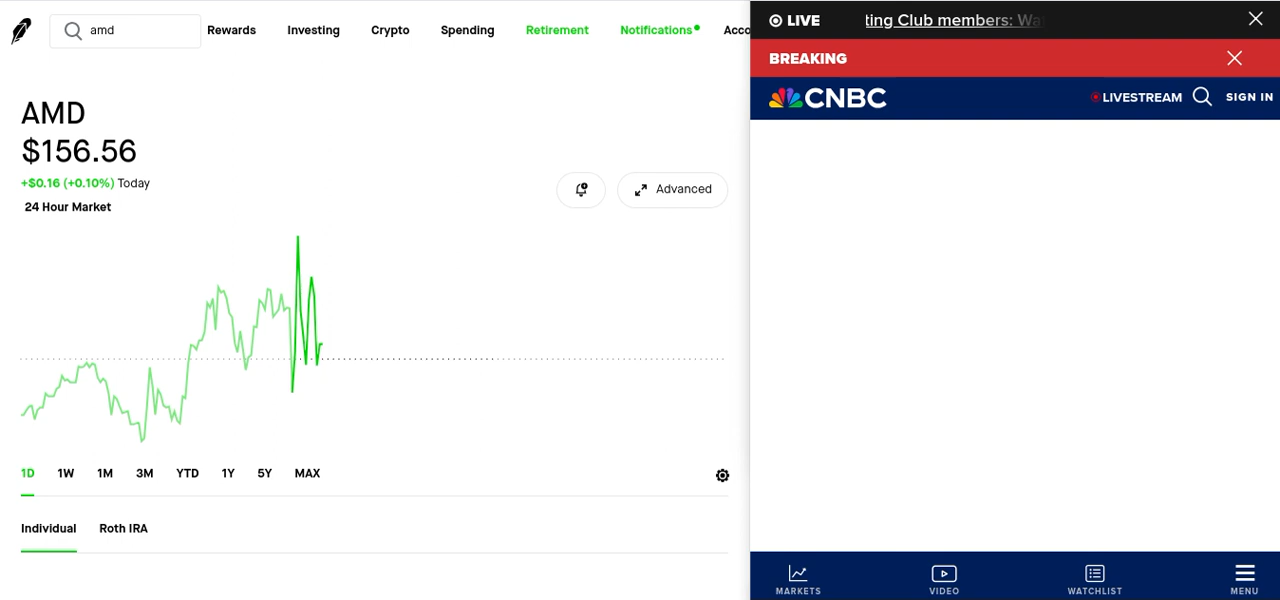 amd
Rewards
Investing
Crypto
Spending
Retirement
Notifications
Acco
AMD
$156.56
+$0.16 (+0.10%) Today
24 Hour Market
Advanced
1D 1W 1M 3M YTD 1Y 5Y MAX
Individual Roth IRA
LIVE
ting Club members: Wa
BREAKING
CNBC
LIVESTREAM
SIGN IN
MARKETS
VIDEO
WATCHLIST
MENU